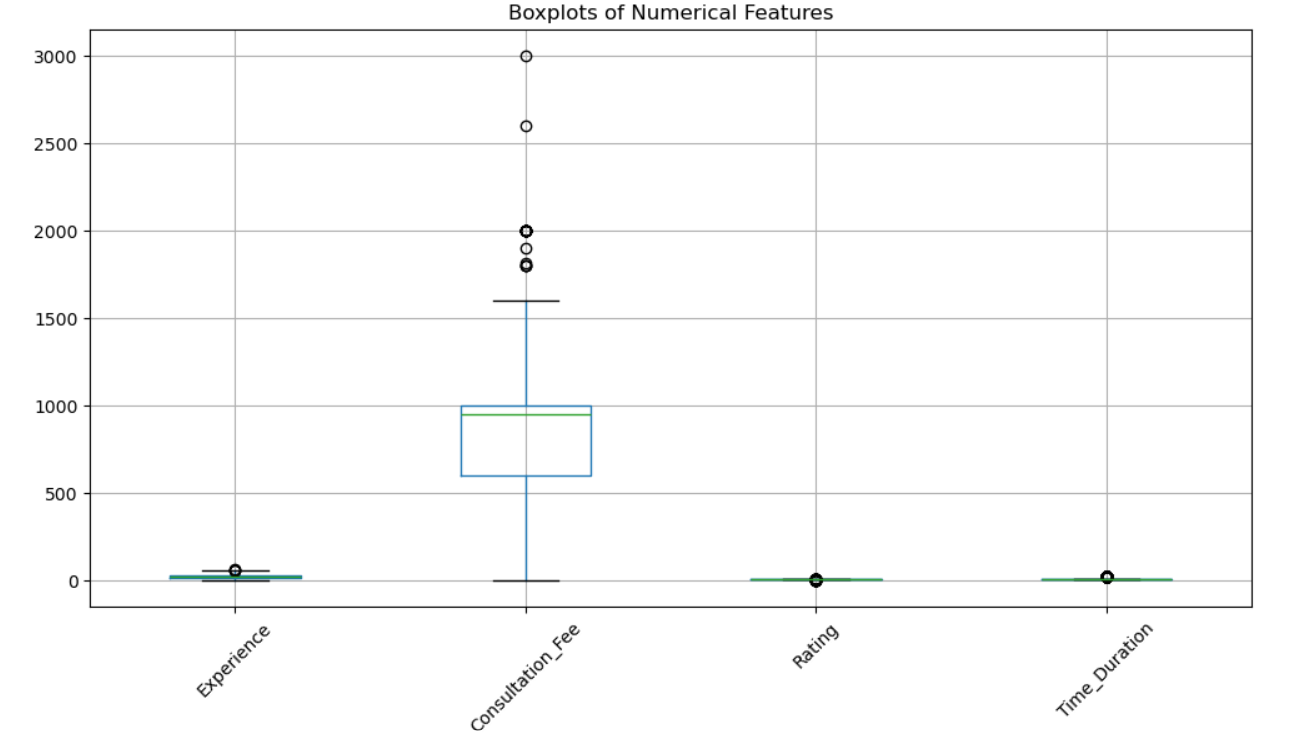 Boxplots of Numerical Features
3000
2500
2000
1500
1000
500
0
Experience
Consultation_Fee
Rating
Time_Duration